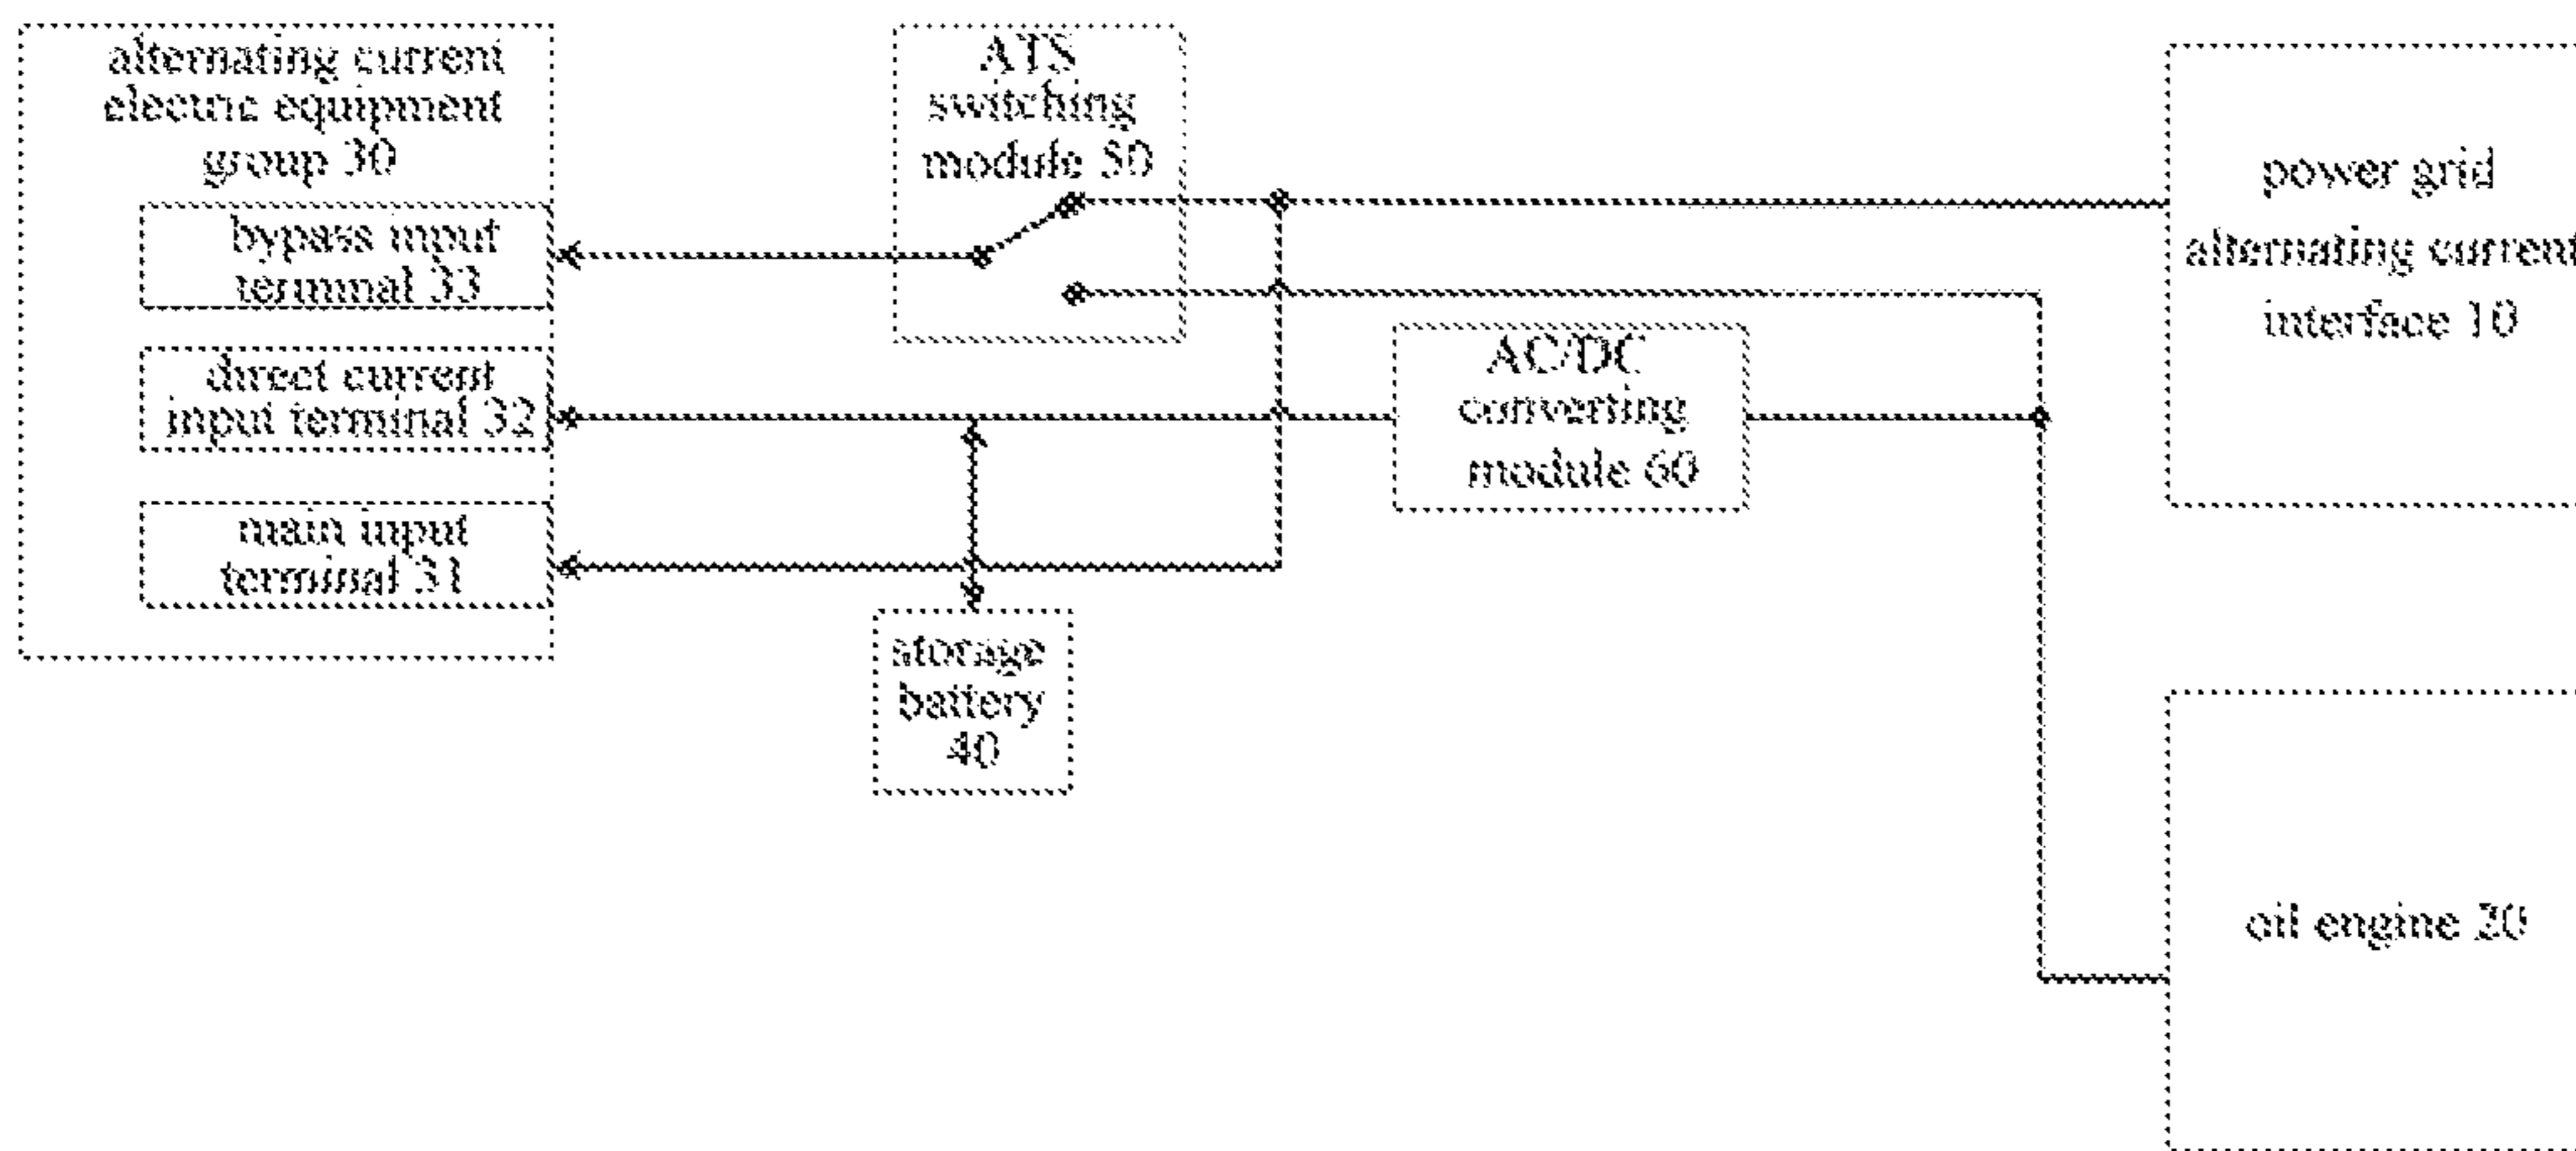 alternating current
electric equipment
group 30
bypass input
terminal 33
direct current
input terminal 32
main input
terminal 31
ATS
switching
module 50
storage
battery
40
AC/DC
converting
module 60
power grid
alternating current
interface 10
oil engine 20